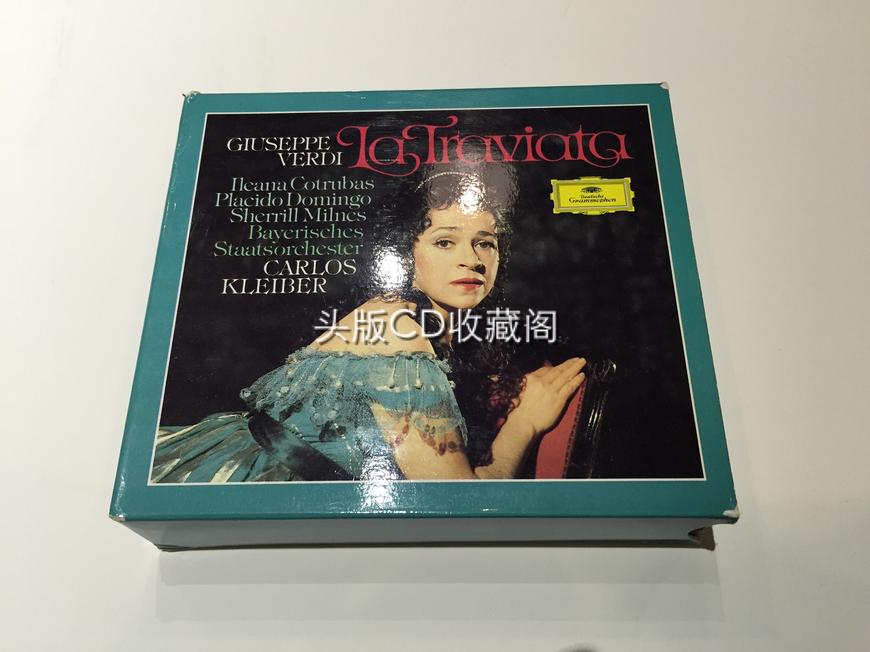 GIUSEPPE
VERDI
La Traviata
Ileana Cotrubas
Placido Domingo
Sherrill Milnes
Bayerisches
Staatsorchester
CARLOS
KLEIBER
Deutsche
Grammophon
头版CD收藏阁